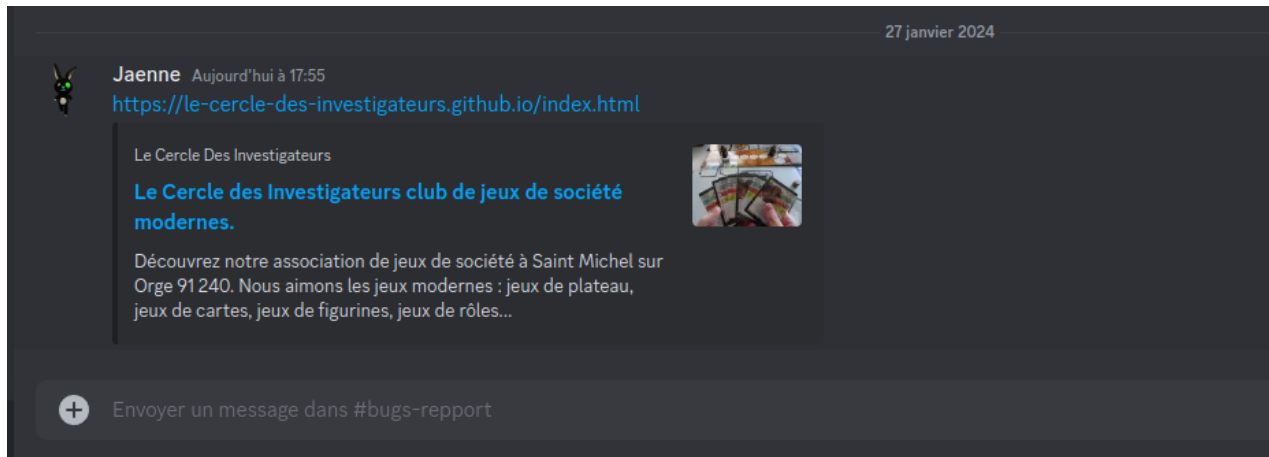 27 janvier 2024
Jaenne Aujourd'hui à 17:55
https://le-cercle-des-investigateurs.github.io/index.html
Le Cercle Des Investigateurs
Le Cercle des Investigateurs club de jeux de société
modernes.
Découvrez notre association de jeux de société à Saint Michel sur
Orge 91 240. Nous aimons les jeux modernes : jeux de plateau,
jeux de cartes, jeux de figurines, jeux de rôles...
Envoyer un message dans #bugs-repport